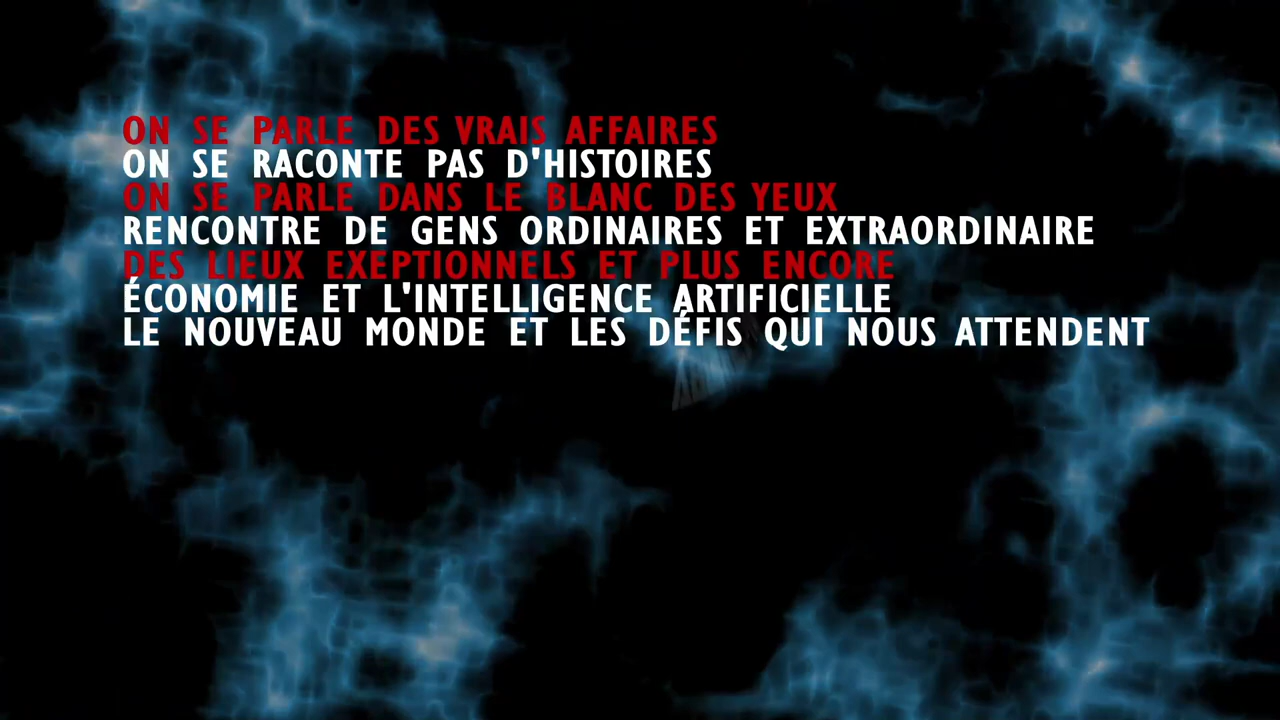 ON SE PARLE DES VRAIS AFFAIRES
ON SE RACONTE PAS D'HISTOIRES
ON SE PARLE DANS LE BLANC DES YEUX
RENCONTRE DE GENS ORDINAIRES ET EXTRAORDINAIRE
DES LIEUX EXEPTIONNELS ET PLUS ENCORE
ÉCONOMIE ET L'INTELLIGENCE ARTIFICIELLE
LE NOUVEAU MONDE ET LES DÉFIS QUI NOUS ATTENDENT